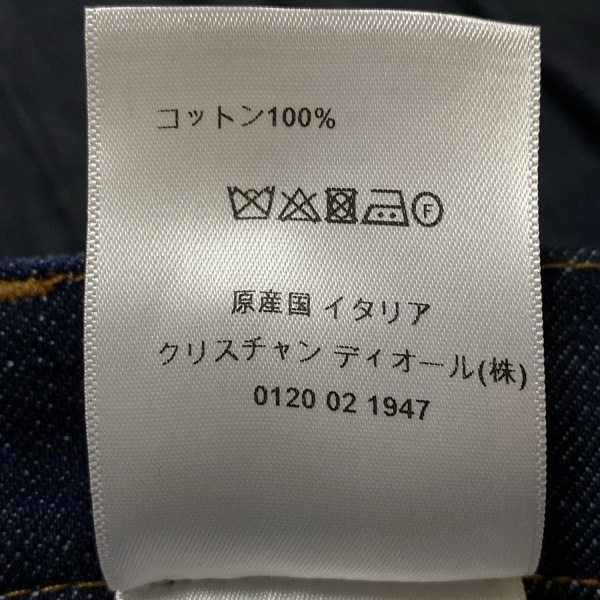 コットン100%
F
原産国 イタリア
クリスチャン ディオール(株)
0120 02 1947